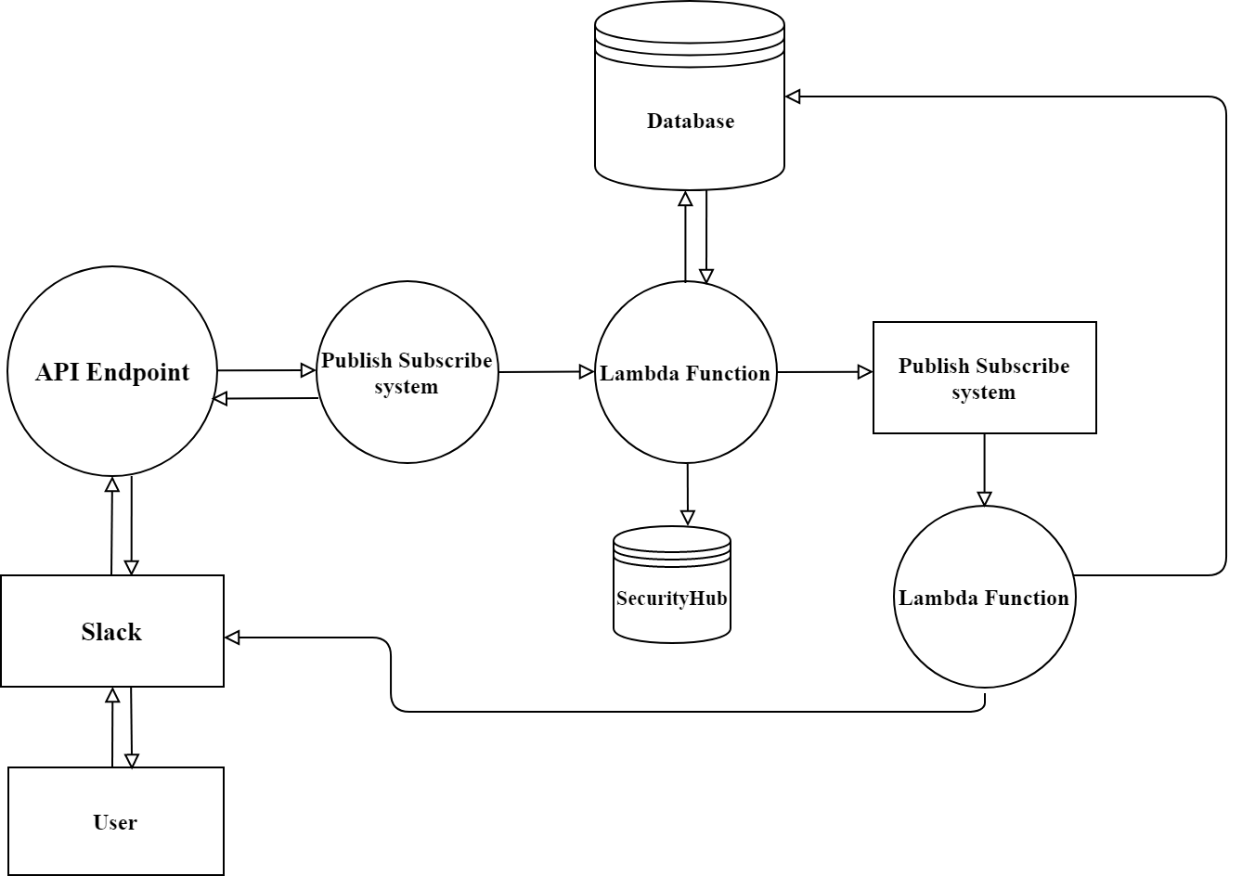 Database
API Endpoint
Publish Subscribe
system
Lambda Function
Publish Subscribe
system
SecurityHub
Lambda Function
Slack
User